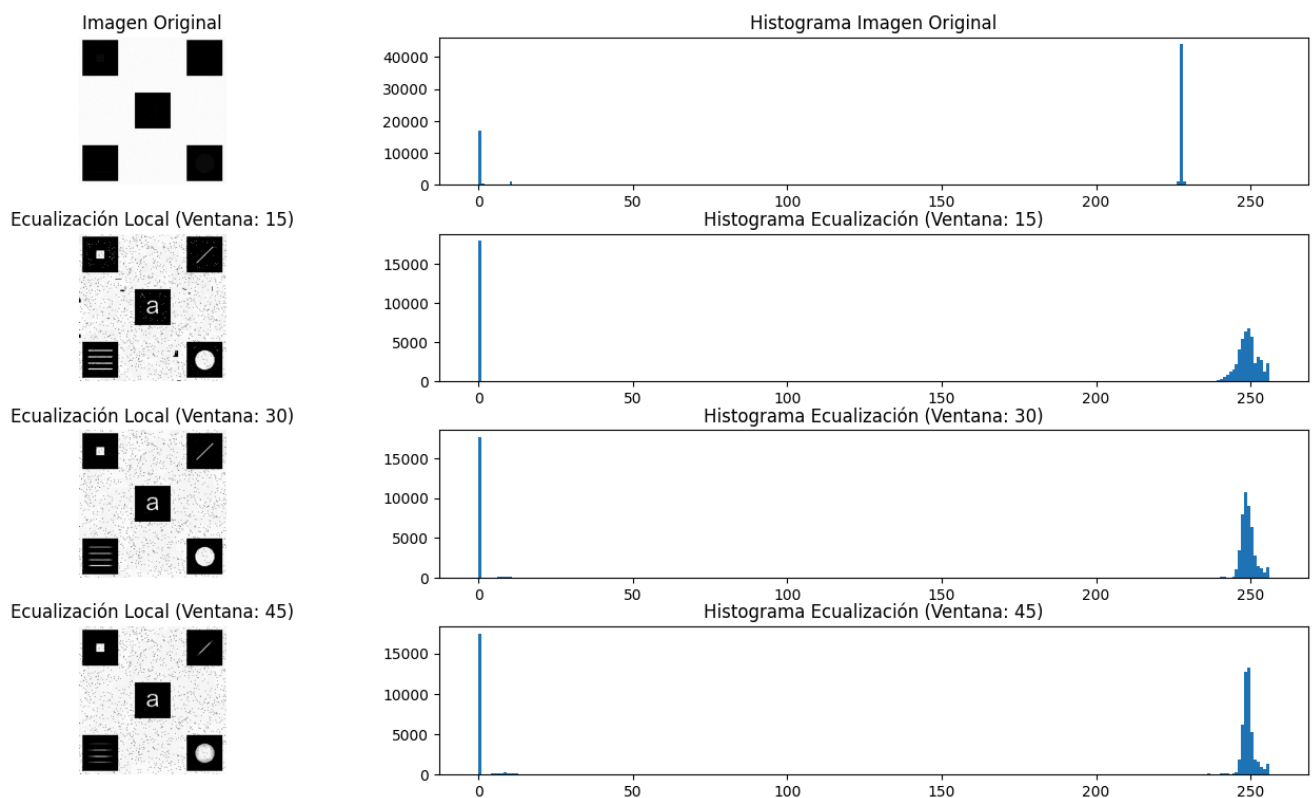 Imagen Original
Histograma Imagen Original
40000
30000
20000
10000
0
0 50 100 150 200 250
Ecualización Local (Ventana: 15)
Histograma Ecualización (Ventana: 15)
a
15000
10000
5000
0
0 50 100 150 200 250
Ecualización Local (Ventana: 30)
Histograma Ecualización (Ventana: 30)
a
15000
10000
5000
0
0 50 100 150 200 250
Ecualización Local (Ventana: 45)
Histograma Ecualización (Ventana: 45)
a
15000
10000
5000
0
0 50 100 150 200 250